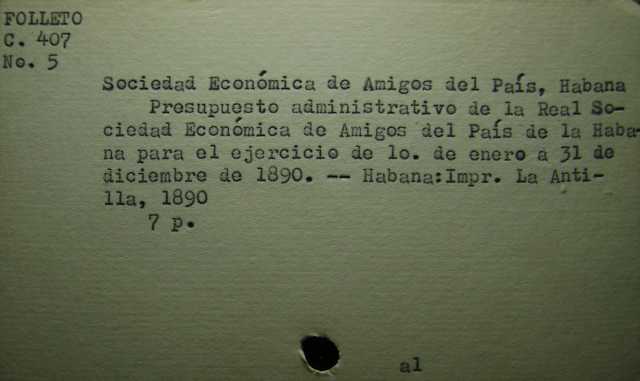 FOLLETO
C. 407
No. 5
Sociedad Económica de Amigos del País, Habana
Presupuesto administrativo de la Real So-
ciedad Económica de Amigos del País de la Haba-
na para el ejercicio de 1o. de enero a 31 de
diciembre de 1890. -- Habana:Impr. La Anti-
lla, 1890
7 p.
al